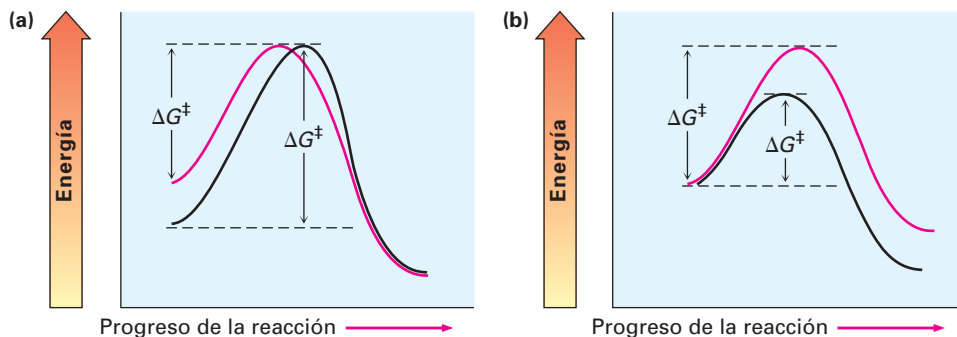 (a)
Energía
ΔG‡
ΔG‡
Progreso de la reacción
(b)
Energía
ΔG‡
ΔG‡
Progreso de la reacción